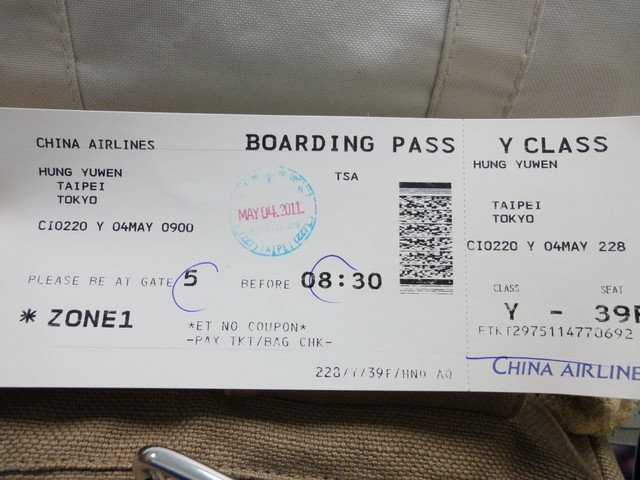 CHINA AIRLINES
BOARDING PASS
HUNG YUWEN
TAIPEI
TOKYO
TSA
MAY 04. 2011
TAIPEI
CI0220 Y 04MAY 0900
PLEASE BE AT GATE 5 BEFORE 08:30
* ZONE1
*ET NO COUPON*
-PAX TKT/BAG CHK-
228/Y/39F/HND AQ
Y CLASS
HUNG YUWEN
TAIPEI
TOKYO
CI0220 Y 04MAY 228
CLASS SEAT
Y - 39F
ETKT2975114770692
CHINA AIRLINE